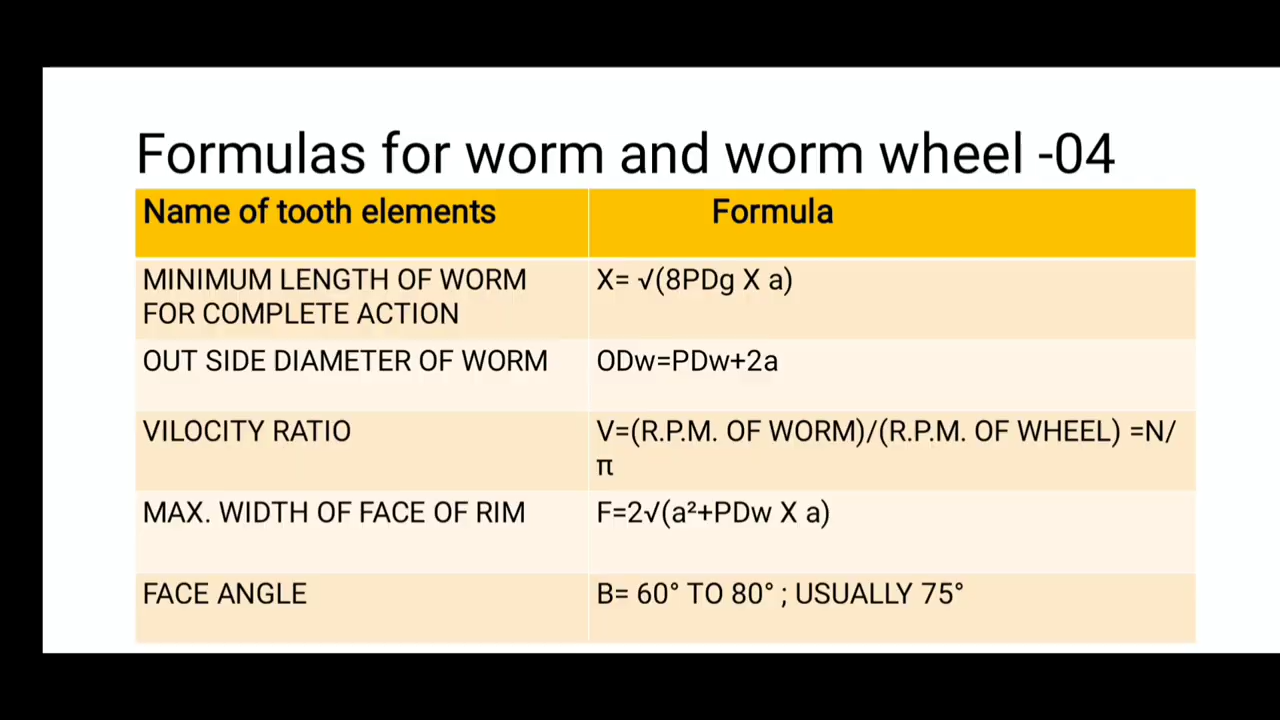 Formulas for worm and worm wheel -04
Name of tooth elements
Formula
MINIMUM LENGTH OF WORM
FOR COMPLETE ACTION
X= √(8PDg X a)
OUT SIDE DIAMETER OF WORM
ODw=PDw+2a
VILOCITY RATIO
V=(R.P.M. OF WORM)/(R.P.M. OF WHEEL) =N/
π
MAX. WIDTH OF FACE OF RIM
F=2√(a²+PDw X a)
FACE ANGLE
B= 60° TO 80° ; USUALLY 75°